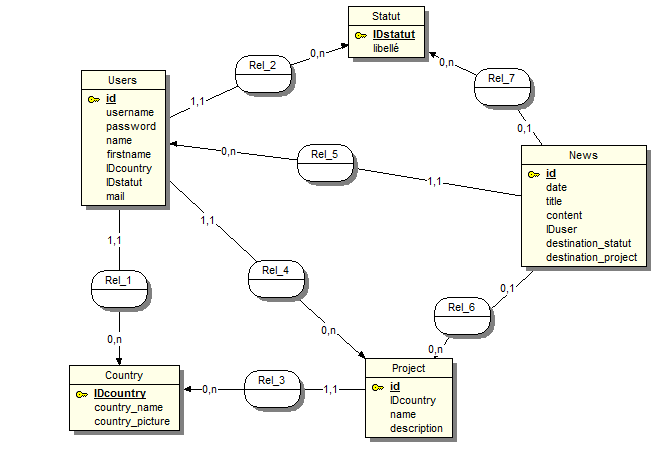 Statut
IDstatut
libellé
0,n
Rel_2
1,1
0,n
Rel_7
0,1
Users
id
username
password
name
firstname
IDcountry
IDstatut
mail
0,n
Rel_5
1,1
News
id
date
title
content
IDuser
destination_statut
destination_project
1,1
Rel_1
0,n
1,1
Rel_4
0,n
0,1
Rel_6
0,n
Country
IDcountry
country_name
country_picture
0,n
Rel_3
1,1
Project
id
IDcountry
name
description